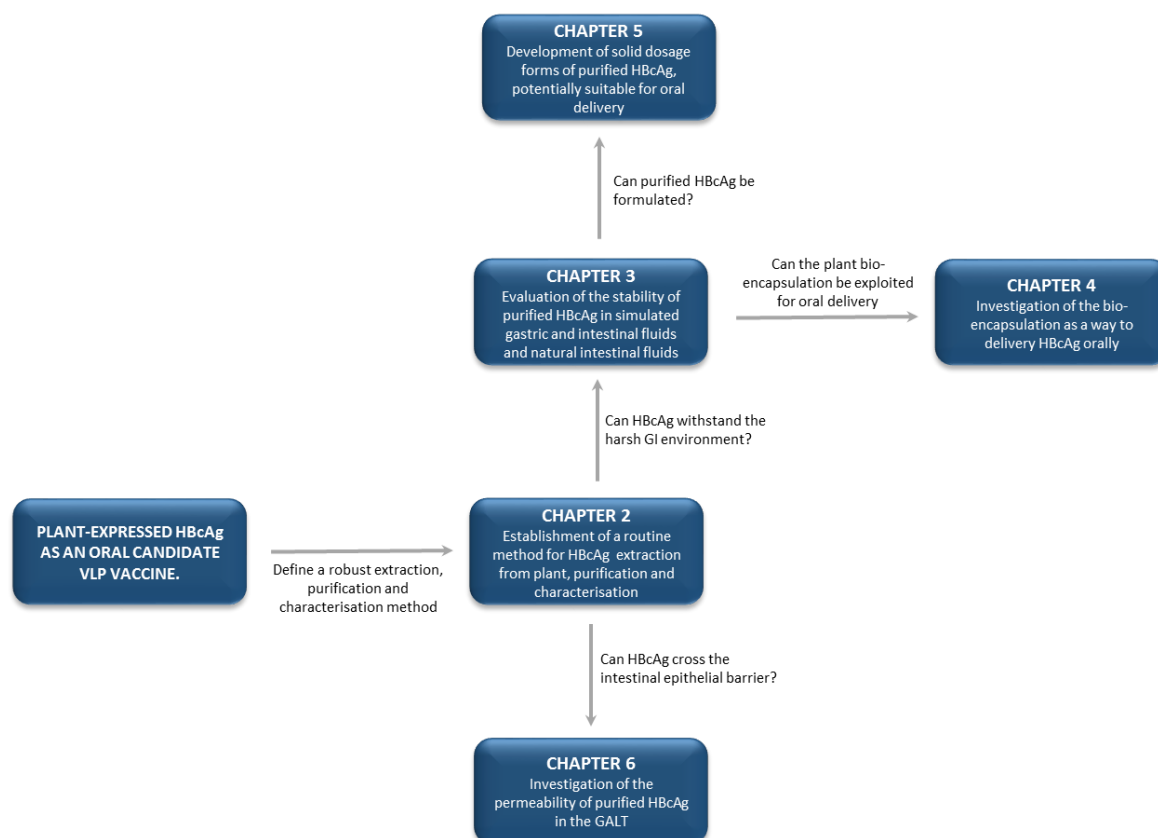 CHAPTER 5
Development of solid dosage
forms of purified HBcAg,
potentially suitable for oral
delivery
Can purified HBcAg be
formulated?
CHAPTER 3
Evaluation of the stability of
purified HBcAg in simulated
gastric and intestinal fluids
and natural intestinal fluids
Can the plant bio-
encapsulation be exploited
for oral delivery
CHAPTER 4
Investigation of the bio-
encapsulation as a way to
delivery HBcAg orally
Can HBcAg withstand the
harsh GI environment?
PLANT-EXPRESSED HBcAg
AS AN ORAL CANDIDATE
VLP VACCINE.
Define a robust extraction,
purification and
characterisation method
CHAPTER 2
Establishment of a routine
method for HBcAg extraction
from plant, purification and
characterisation
Can HBcAg cross the
intestinal epithelial barrier?
CHAPTER 6
Investigation of the
permeability of purified HBcAg
in the GALT